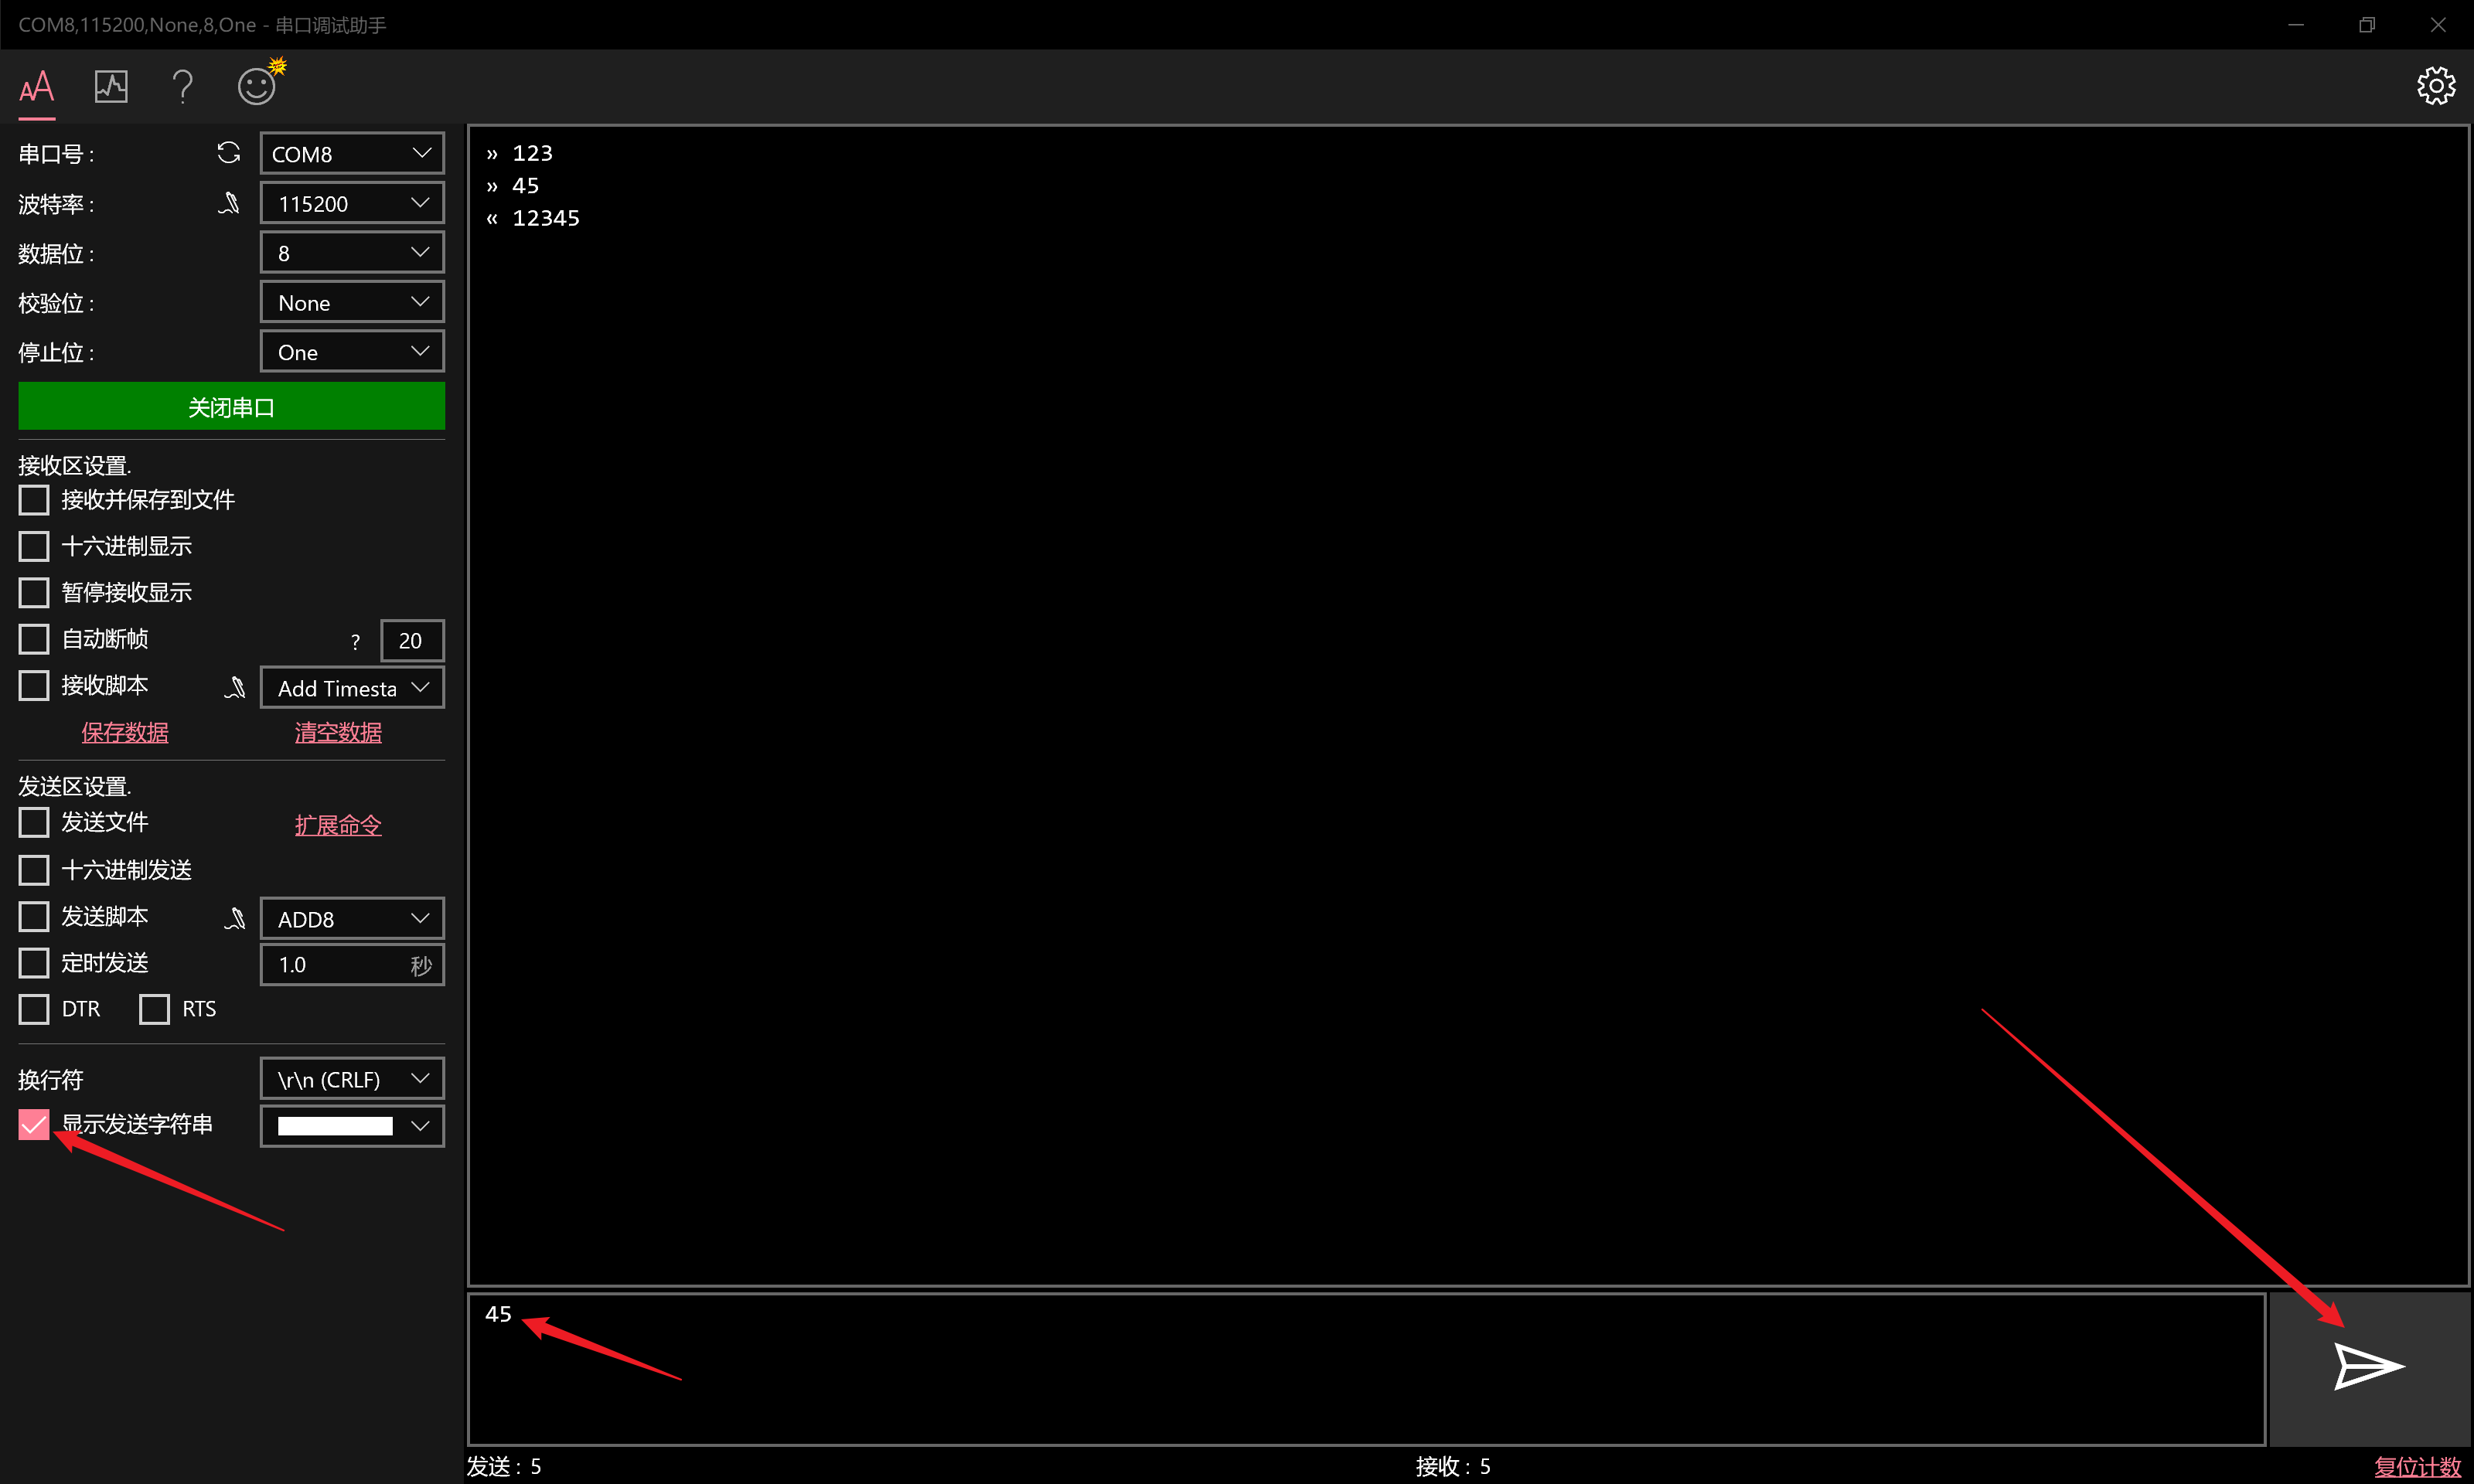 COM8,115200,None,8,One - 串口调试助手
串口号： COM8
波特率： 115200
数据位： 8
校验位： None
停止位： One
关闭串口
接收区设置.
接收并保存到文件
十六进制显示
暂停接收显示
自动断帧 ? 20
接收脚本 Add Timesta
保存数据 清空数据
发送区设置.
发送文件 扩展命令
十六进制发送
发送脚本 ADD8
定时发送 1.0 秒
DTR RTS
换行符 \r\n (CRLF)
显示发送字符串
» 123
» 45
« 12345
45
发送：5 接收：5 复位计数